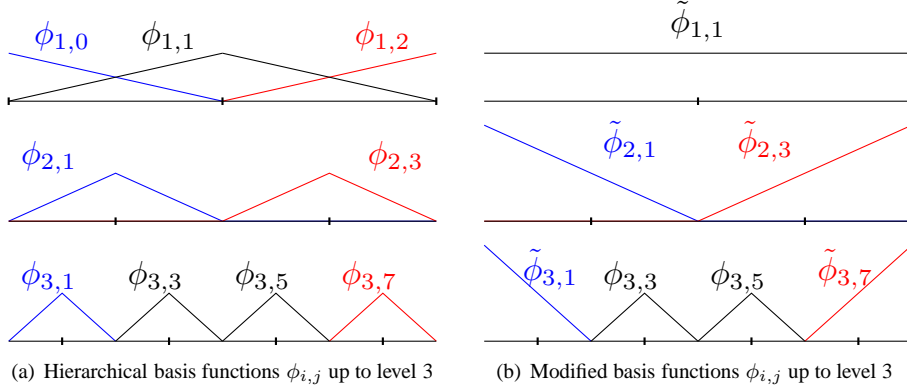 ϕ1,0 ϕ1,1 ϕ1,2
ϕ2,1 ϕ2,3
ϕ3,1 ϕ3,3 ϕ3,5 ϕ3,7
(a) Hierarchical basis functions ϕi,j up to level 3
ϕ̃1,1
ϕ̃2,1 ϕ̃2,3
ϕ̃3,1 ϕ3,3 ϕ3,5 ϕ̃3,7
(b) Modified basis functions ϕi,j up to level 3